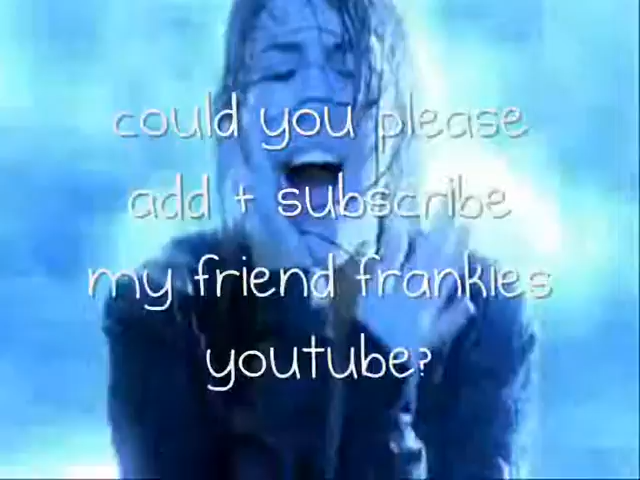 could you please
add + subscribe
my friend frankies
youtube?